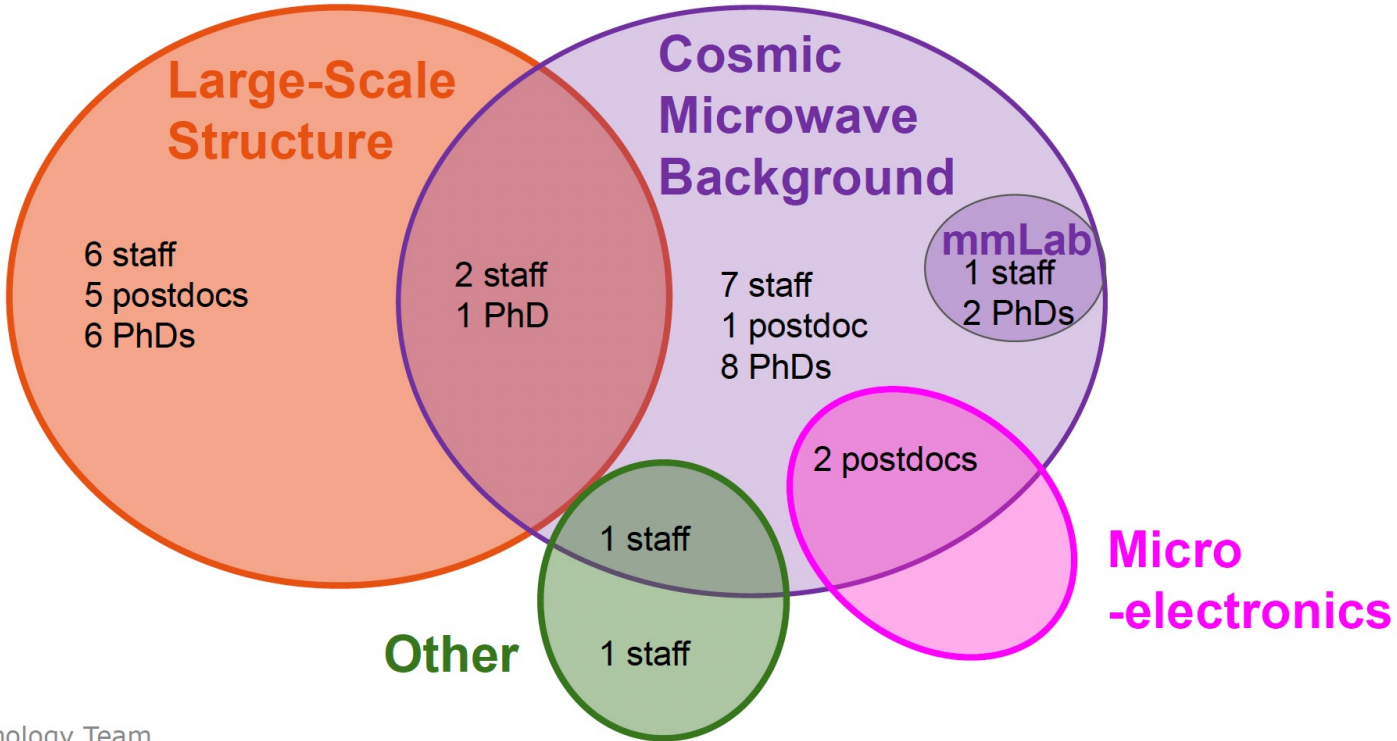 Large-Scale
Structure
Cosmic
Microwave
Background
6 staff
5 postdocs
6 PhDs
2 staff
1 PhD
7 staff
1 postdoc
8 PhDs
mmLab
1 staff
2 PhDs
2 postdocs
1 staff
1 staff
Other
Micro
-electronics
Team